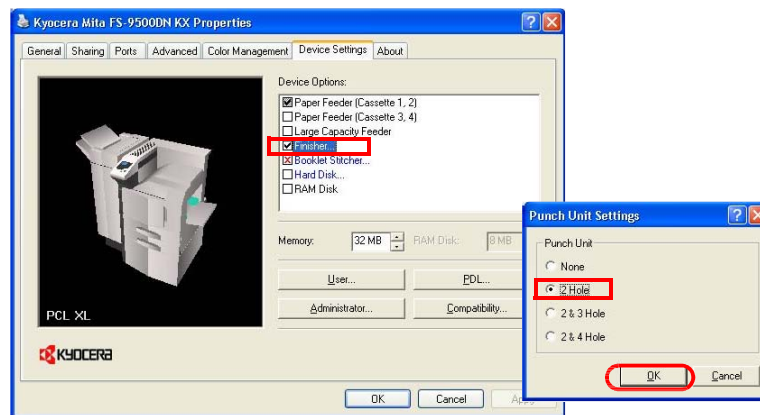 Kyocera Mita FS-9500DN KX Properties
General Sharing Ports Advanced Color Management Device Settings About
Device Options:
Paper Feeder (Cassette 1, 2)
Paper Feeder (Cassette 3, 4)
Large Capacity Feeder
Finisher...
Booklet Stitcher...
Hard Disk...
RAM Disk
Memory: 32 MB RAM Disk: 8 MB
User... PDL...
Administrator... Compatibility...
PCL XL
KYOCERA
OK Cancel
Punch Unit Settings
Punch Unit
None
2 Hole
2 & 3 Hole
2 & 4 Hole
OK Cancel